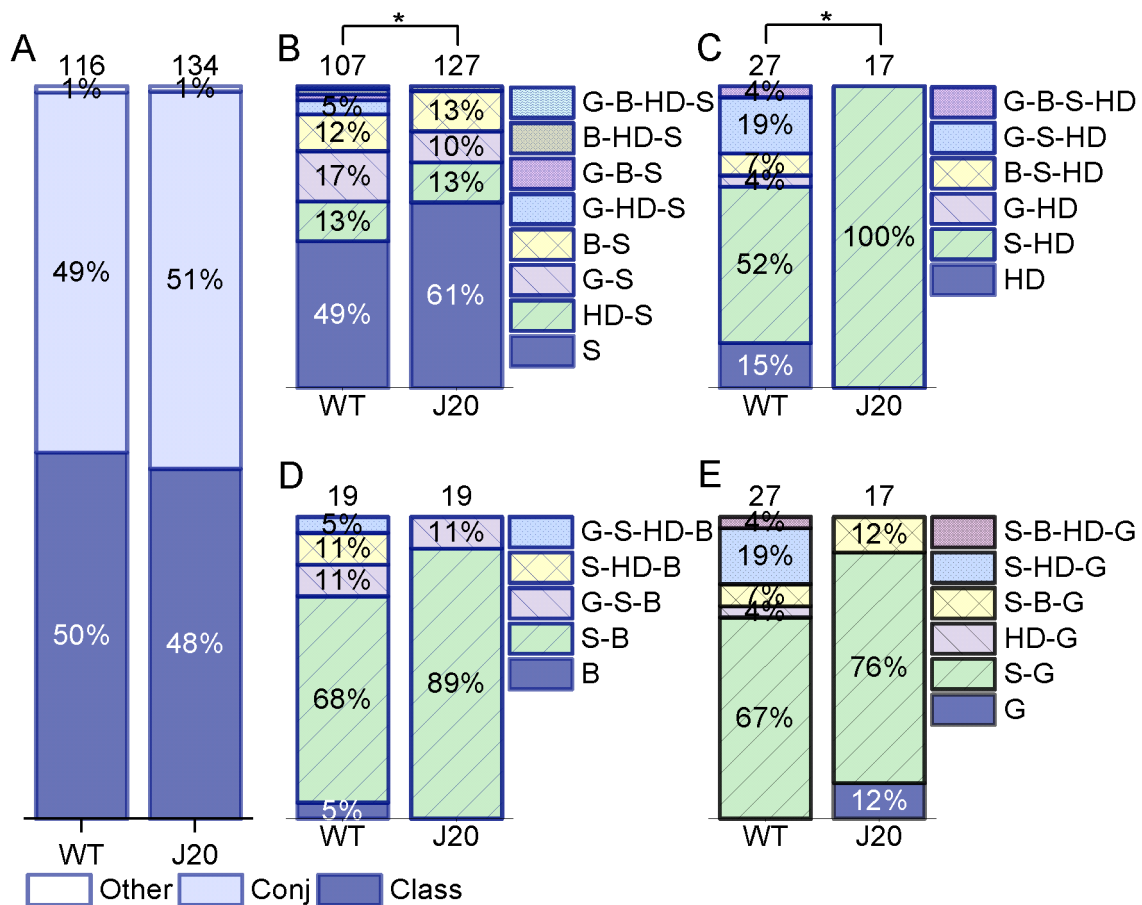 A
116 134
1% 1%
49% 51%
50% 48%
WT J20
Other Conj Class
B
*
107 127
5%
12%
17%
13%
49%
13%
10%
13%
61%
WT J20
G-B-HD-S
B-HD-S
G-B-S
G-HD-S
B-S
G-S
HD-S
S
C
*
27 17
4%
19%
7%
4%
52%
15%
100%
WT J20
G-B-S-HD
G-S-HD
B-S-HD
G-HD
S-HD
HD
D
19 19
5%
11%
11%
68%
5%
11%
89%
WT J20
G-S-HD-B
S-HD-B
G-S-B
S-B
B
E
27 17
4%
19%
7%
4%
67%
12%
76%
12%
WT J20
S-B-HD-G
S-HD-G
S-B-G
HD-G
S-G
G